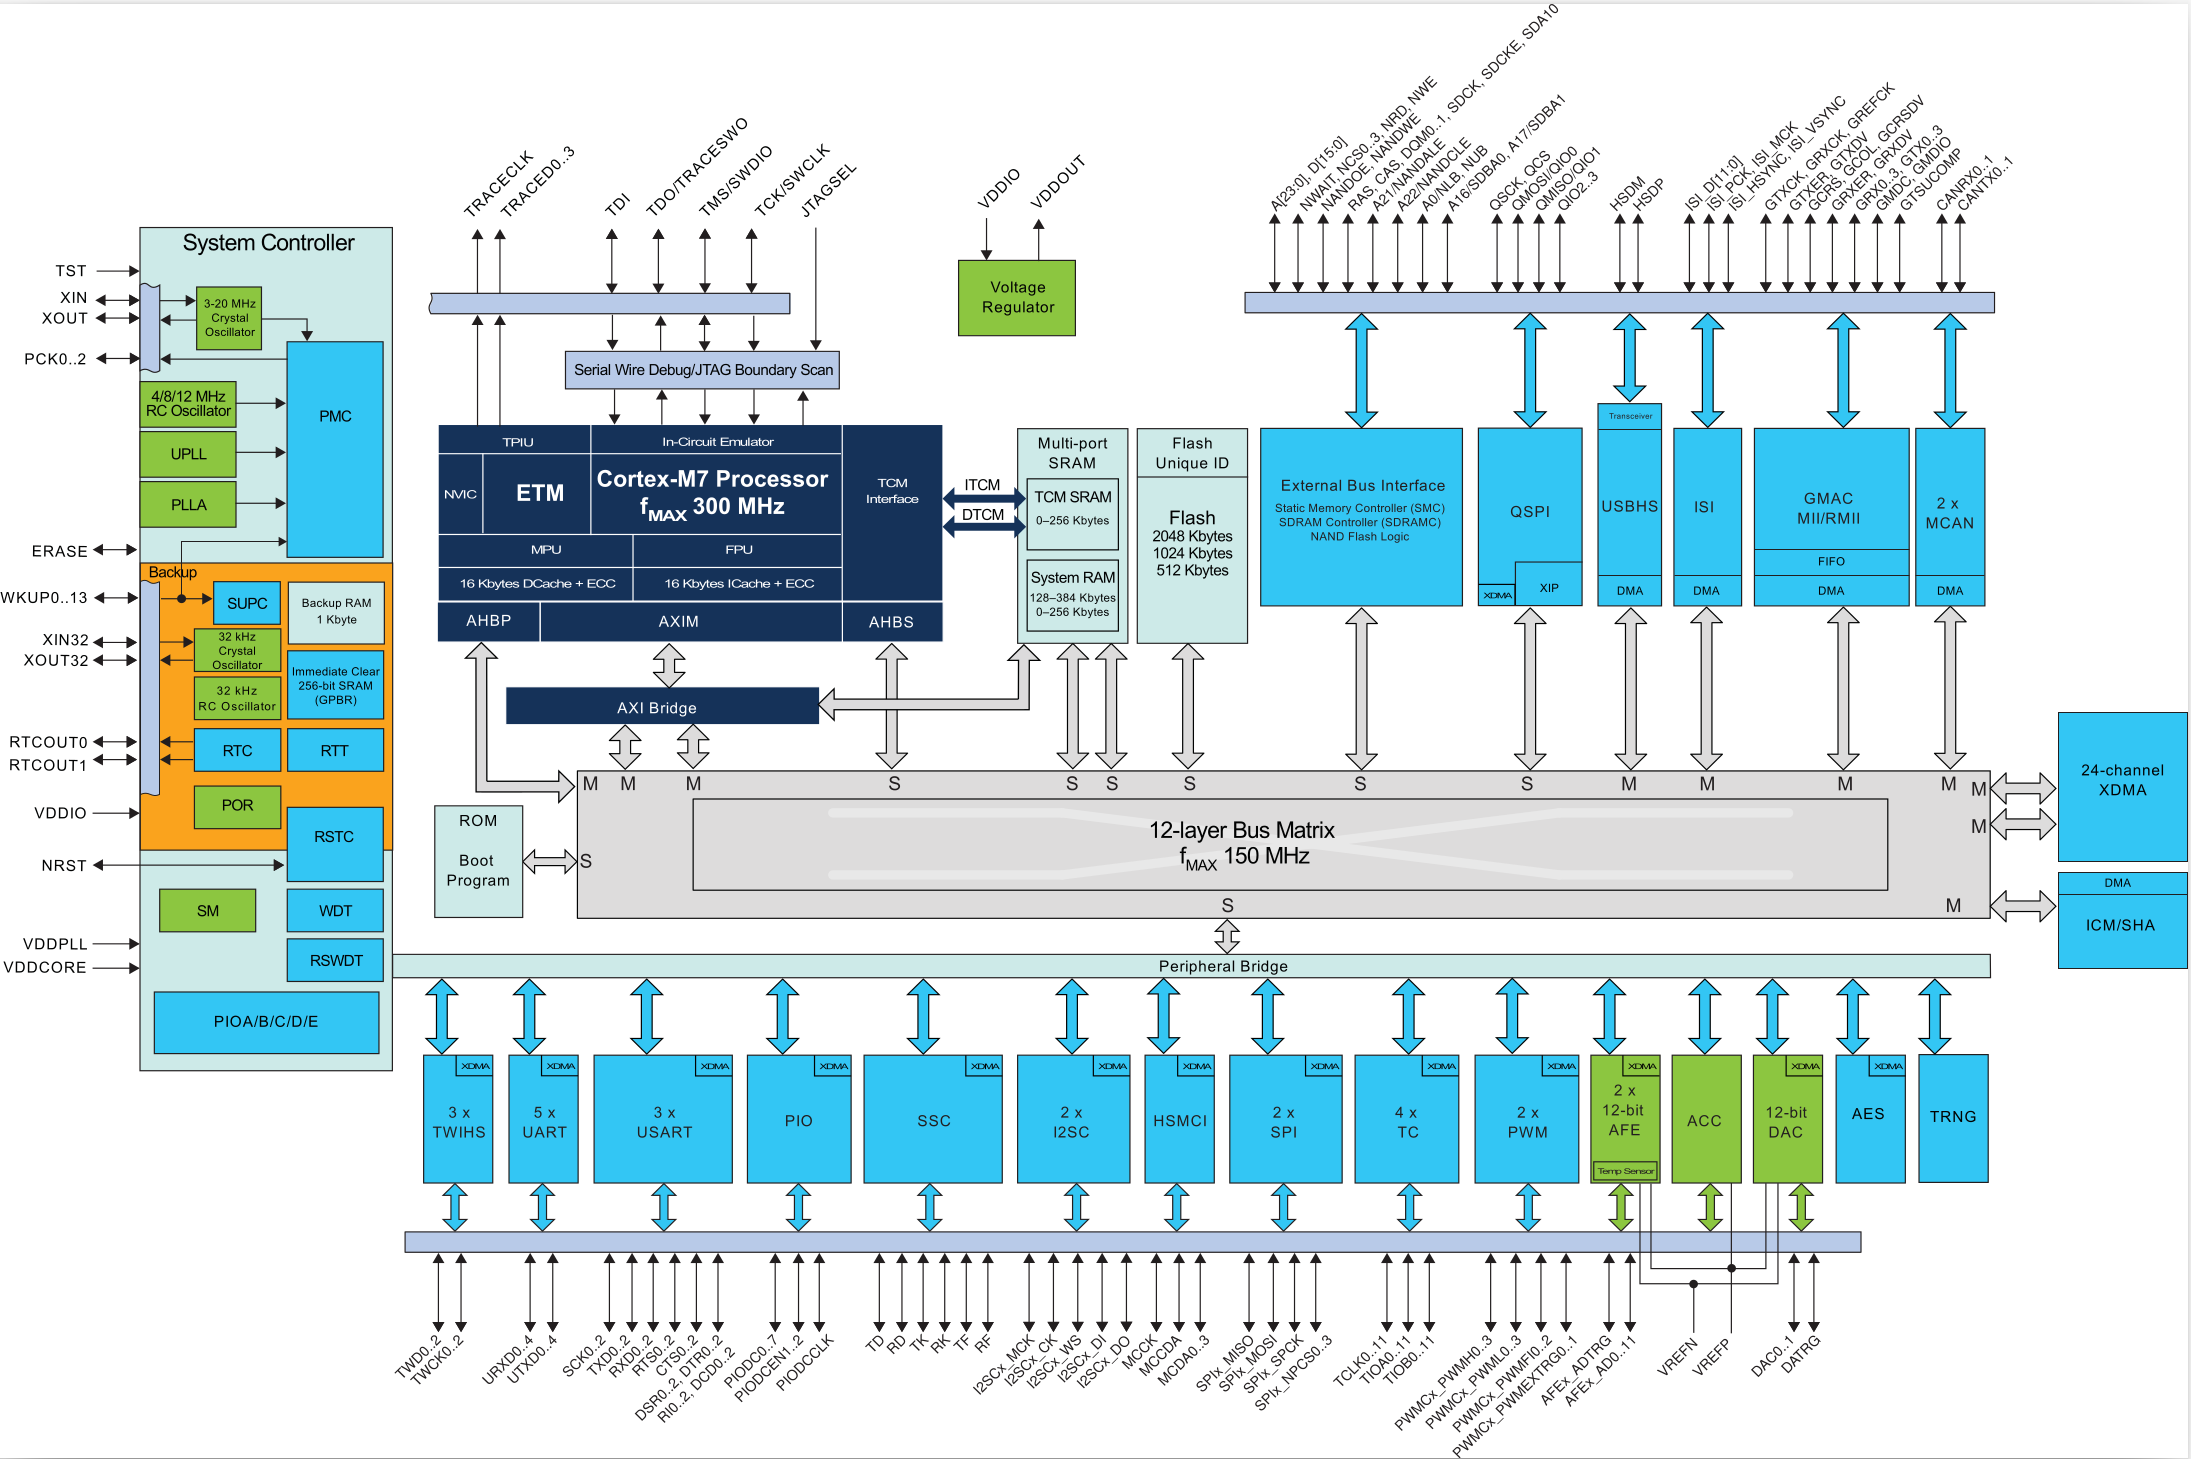 System Controller
TST
XIN
XOUT
PCK0..2
3-20 MHz
Crystal
Oscillator
4/8/12 MHz
RC Oscillator
UPLL
PLLA
PMC
ERASE
Backup
WKUP0..13
SUPC
Backup RAM
1 Kbyte
XIN32
XOUT32
32 kHz
Crystal
Oscillator
Immediate Clear
256-bit SRAM
(GPBR)
32 kHz
RC Oscillator
RTCOUT0
RTCOUT1
RTC
RTT
VDDIO
POR
RSTC
NRST
SM
WDT
VDDPLL
VDDCORE
RSWDT
PIOA/B/C/D/E
TRACECLK
TRACED0..3
TDI
TDO/TRACESWO
TMS/SWDIO
TCK/SWCLK
JTAGSEL
Serial Wire Debug/JTAG Boundary Scan
VDDIO
VDDOUT
Voltage
Regulator
TPIU
In-Circuit Emulator
NVIC
ETM
Cortex-M7 Processor
fMAX 300 MHz
TCM
Interface
MPU
FPU
16 Kbytes DCache + ECC
16 Kbytes ICache + ECC
AHBP
AXIM
AHBS
ITCM
DTCM
Multi-port
SRAM
TCM SRAM
0–256 Kbytes
System RAM
128–384 Kbytes
0–256 Kbytes
Flash
Unique ID
Flash
2048 Kbytes
1024 Kbytes
512 Kbytes
AXI Bridge
A[23:0], D[15:0]
NWAIT, NCS0..3, NRD, NWE
NANDOE, NANDWE
RAS, CAS, DQM0..1, SDCK, SDCKE, SDA10
A21/NANDALE
A22/NANDCLE
A0/NLB, NUB
A16/SDBA0, A17/SDBA1
QSCK, QCS
QMOSI/QIO0
QMISO/QIO1
QIO2..3
HSDM
HSDP
ISI_D[11:0]
ISI_PCK, ISI_MCK
ISI_HSYNC, ISI_VSYNC
GTXCK, GRXCK, GREFCK
GTXER, GTXDV
GCRS, GCOL, GCRSDV
GRXER, GRXDV
GRX0..3, GTX0..3
GMDC, GMDIO
GTSUCOMP
CANRX0..1
CANTX0..1
External Bus Interface
Static Memory Controller (SMC)
SDRAM Controller (SDRAMC)
NAND Flash Logic
QSPI
XDMA
XIP
Transceiver
USBHS
DMA
ISI
DMA
GMAC
MII/RMII
FIFO
DMA
2 x
MCAN
DMA
M M M S S S S S S M M M M
M
M
M
S
S
12-layer Bus Matrix
fMAX 150 MHz
ROM
Boot
Program
24-channel
XDMA
DMA
ICM/SHA
Peripheral Bridge
XDMA
3 x
TWIHS
XDMA
5 x
UART
XDMA
3 x
USART
XDMA
PIO
XDMA
SSC
XDMA
2 x
I2SC
XDMA
HSMCI
XDMA
2 x
SPI
XDMA
4 x
TC
XDMA
2 x
PWM
XDMA
2 x
12-bit
AFE
Temp Sensor
ACC
XDMA
12-bit
DAC
XDMA
AES
TRNG
TWD0..2
TWCK0..2
URXD0..4
UTXD0..4
SCK0..2
TXD0..2
RXD0..2
RTS0..2
CTS0..2
DSR0..2, DTR0..2
RI0..2, DCD0..2
PIODC0..7
PIODCEN1..2
PIODCCLK
TD
RD
TK
RK
TF
RF
I2SCx_MCK
I2SCx_CK
I2SCx_WS
I2SCx_DI
I2SCx_DO
MCCK
MCCDA
MCDA0..3
SPIx_MISO
SPIx_MOSI
SPIx_SPCK
SPIx_NPCS0..3
TCLK0..11
TIOA0..11
TIOB0..11
PWMCx_PWMH0..3
PWMCx_PWML0..3
PWMCx_PWMFI0..2
PWMCx_PWMEXTRG0..1
AFEx_ADTRG
AFEx_AD0..11
VREFN
VREFP
DAC0..1
DATRG